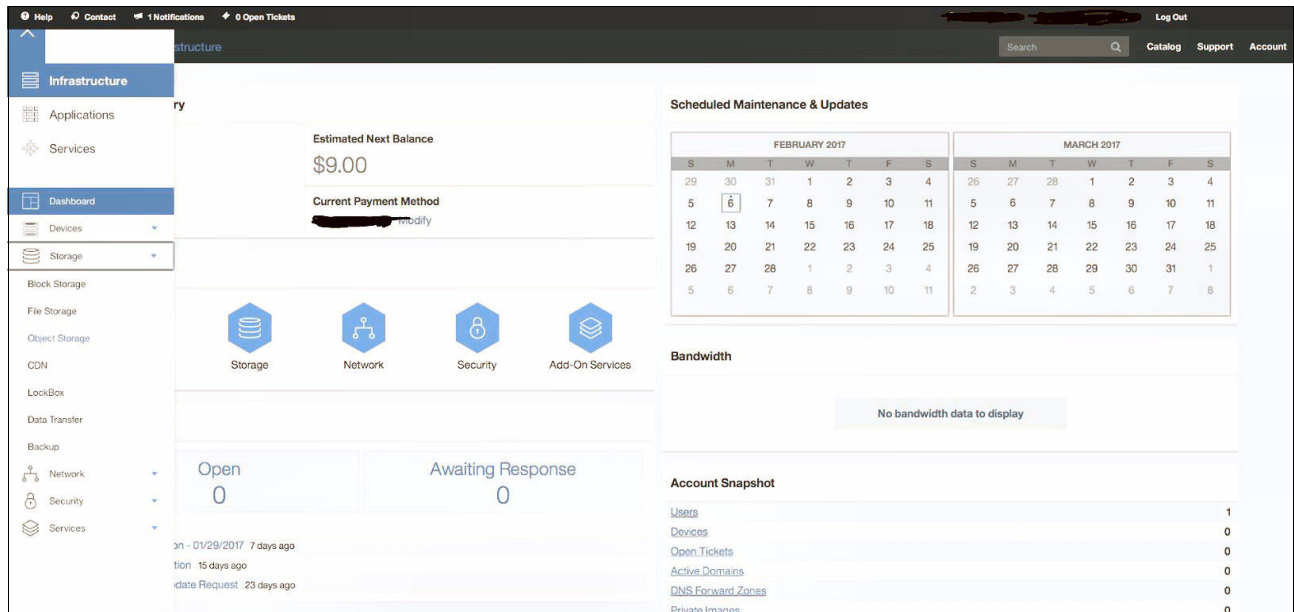 Help Contact 1 Notifications 0 Open Tickets Log Out
structure Search Catalog Support Account
Infrastructure
Applications
Services
Dashboard
Devices
Storage
Block Storage
File Storage
Object Storage
CDN
LockBox
Data Transfer
Backup
Network
Security
Services
ry
Estimated Next Balance
$9.00
Current Payment Method
Modify
Storage Network Security Add-On Services
Open Awaiting Response
0 0
on - 01/29/2017 7 days ago
tion 15 days ago
date Request 23 days ago
Scheduled Maintenance & Updates
FEBRUARY 2017
S M T W T F S
29 30 31 1 2 3 4
5 6 7 8 9 10 11
12 13 14 15 16 17 18
19 20 21 22 23 24 25
26 27 28 1 2 3 4
5 6 7 8 9 10 11
MARCH 2017
S M T W T F S
26 27 28 1 2 3 4
5 6 7 8 9 10 11
12 13 14 15 16 17 18
19 20 21 22 23 24 25
26 27 28 29 30 31 1
2 3 4 5 6 7 8
Bandwidth
No bandwidth data to display
Account Snapshot
Users 1
Devices 0
Open Tickets 0
Active Domains 0
DNS Forward Zones 0
Private Images 0